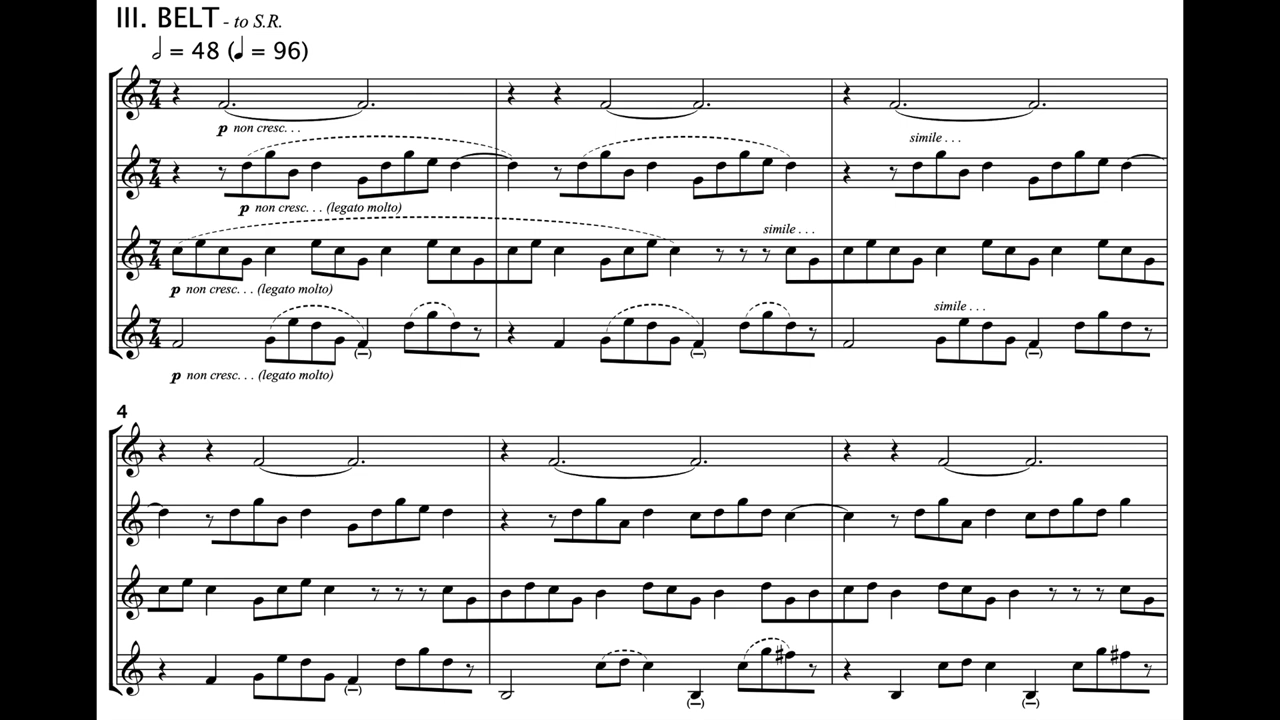 III. BELT - to S.R.
𝅗𝅥 = 48 (♩ = 96)
7
4
p non cresc. . .
simile . . .
7
4
p non cresc. . . (legato molto)
simile . . .
7
4
p non cresc. . . (legato molto)
simile . . .
7
4
p non cresc. . . (legato molto)
4